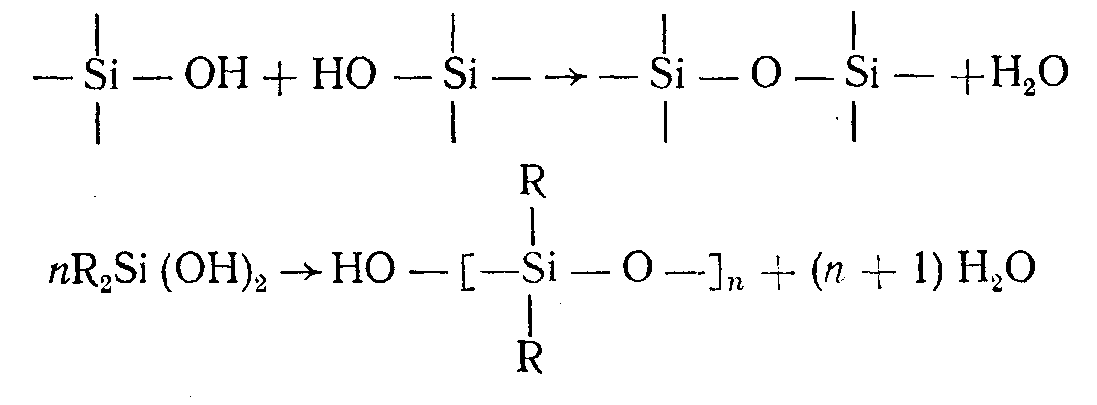 —Si—OH+HO—Si—→—Si—O—Si—+H₂O
R
nR₂Si(OH)₂→HO—[—Si—O—]ₙ+(n+1)H₂O
R